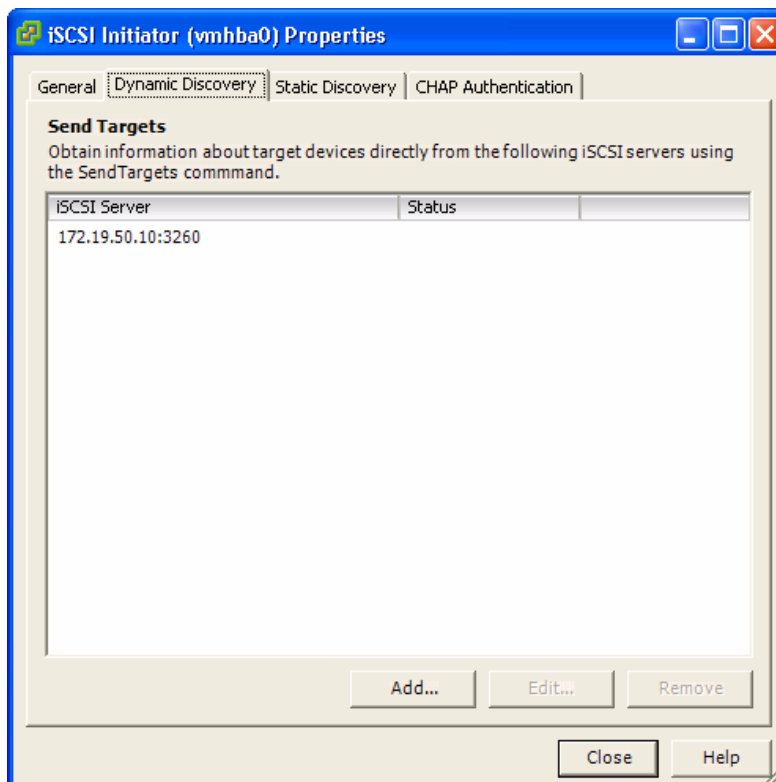 iSCSI Initiator (vmhba0) Properties
General Dynamic Discovery Static Discovery CHAP Authentication
Send Targets
Obtain information about target devices directly from the following iSCSI servers using
the SendTargets commmand.
iSCSI Server Status
172.19.50.10:3260
Add... Edit... Remove
Close Help